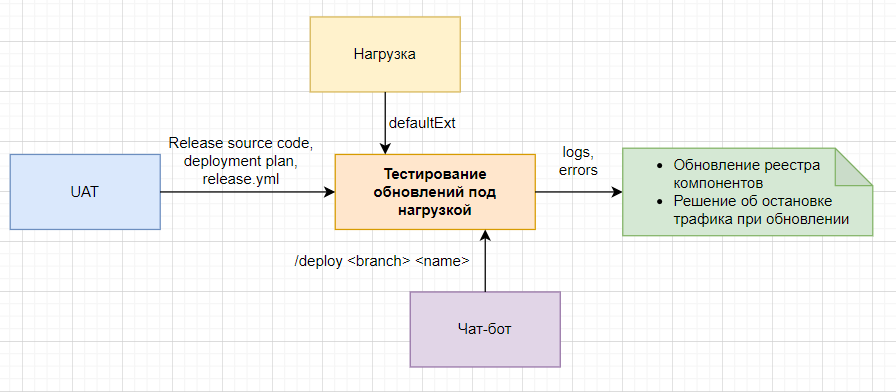 Нагрузка
defaultExt
Release source code,
deployment plan,
release.yml
UAT
Тестирование
обновлений под
нагрузкой
logs,
errors
• Обновление реестра
компонентов
• Решение об остановке
трафика при обновлении
/deploy <branch> <name>
Чат-бот